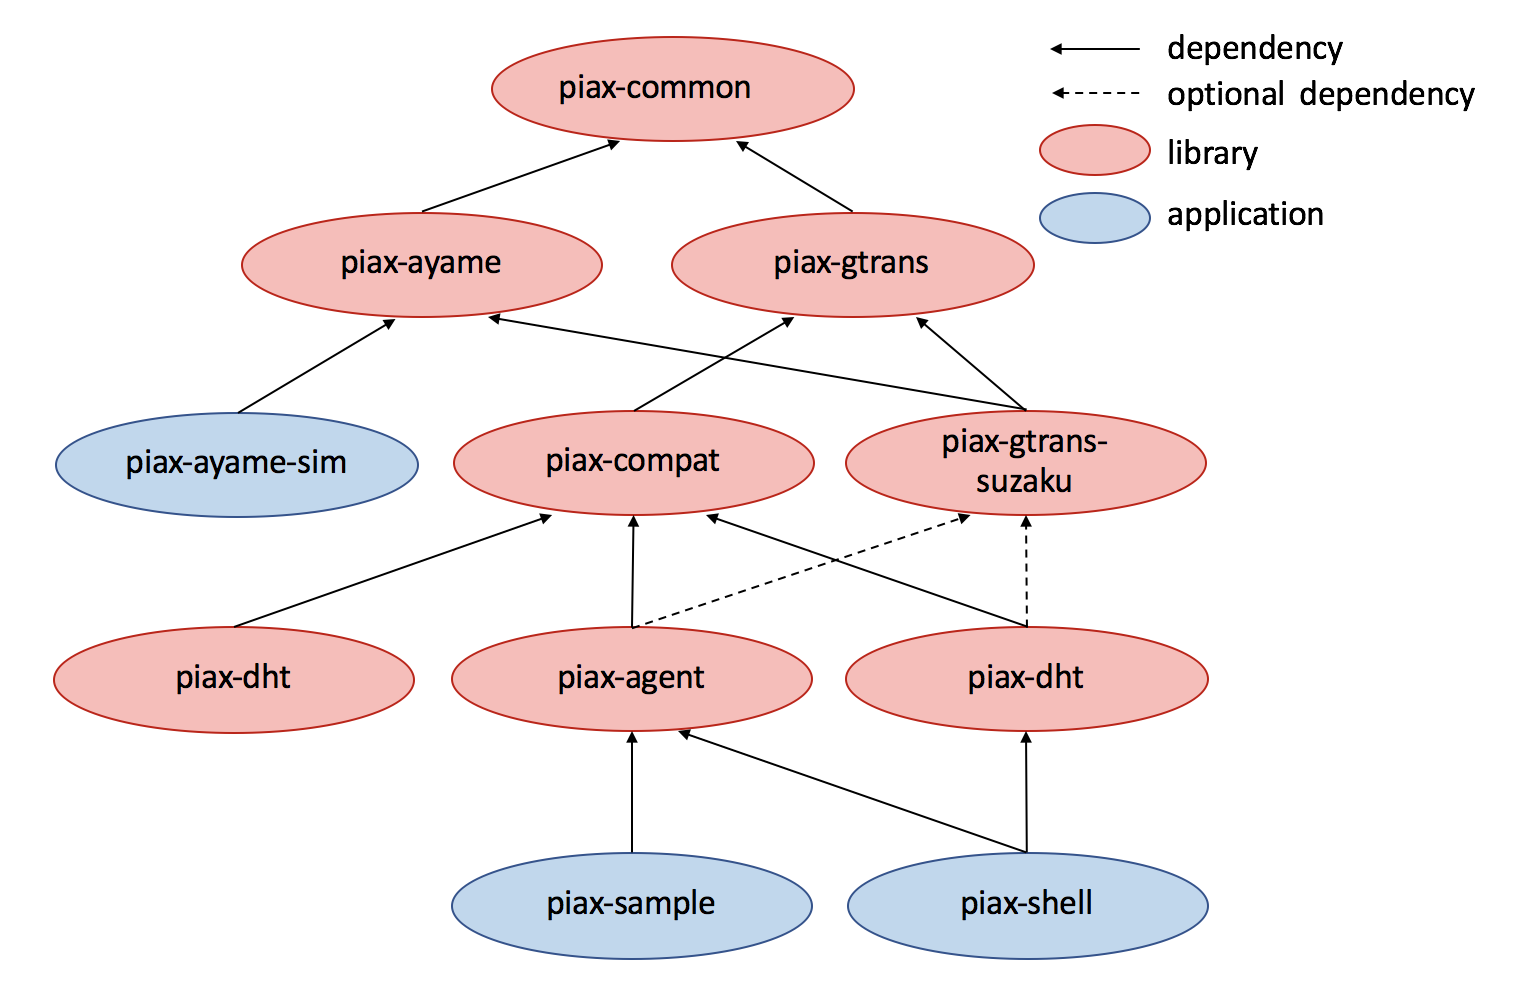 piax-common
dependency
optional dependency
library
application
piax-ayame
piax-gtrans
piax-ayame-sim
piax-compat
piax-gtrans-
suzaku
piax-dht
piax-agent
piax-dht
piax-sample
piax-shell